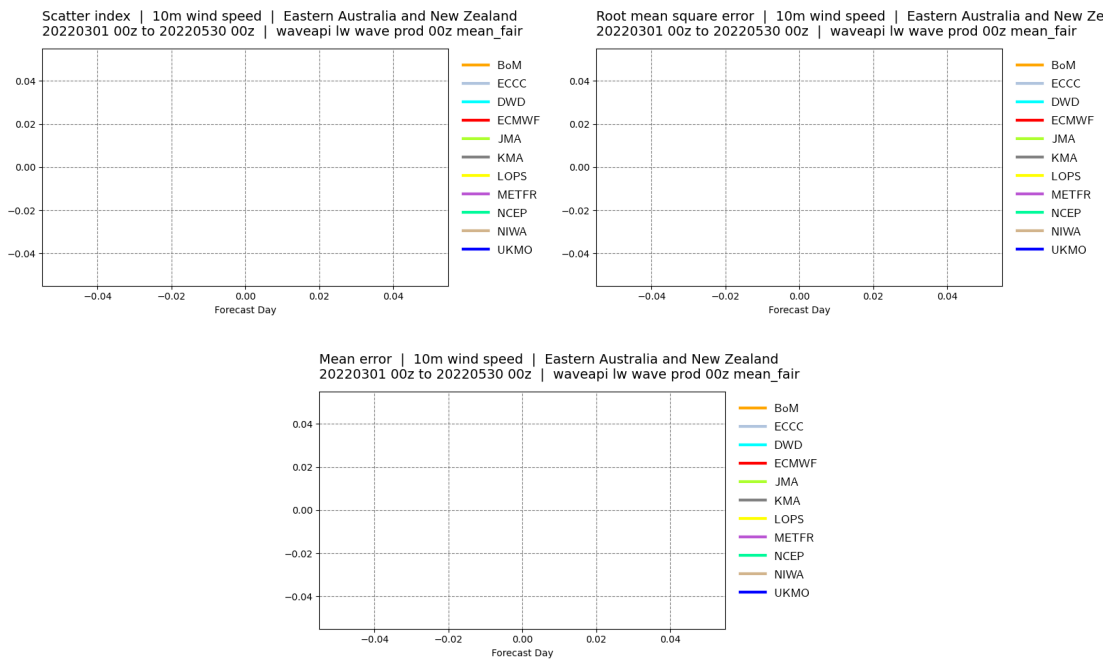 Scatter index | 10m wind speed | Eastern Australia and New Zealand
20220301 00z to 20220530 00z | waveapi lw wave prod 00z mean_fair
0.04
0.02
0.00
−0.02
−0.04
−0.04 −0.02 0.00 0.02 0.04
Forecast Day
BoM
ECCC
DWD
ECMWF
JMA
KMA
LOPS
METFR
NCEP
NIWA
UKMO
Root mean square error | 10m wind speed | Eastern Australia and New Ze
20220301 00z to 20220530 00z | waveapi lw wave prod 00z mean_fair
0.04
0.02
0.00
−0.02
−0.04
−0.04 −0.02 0.00 0.02 0.04
Forecast Day
BoM
ECCC
DWD
ECMWF
JMA
KMA
LOPS
METFR
NCEP
NIWA
UKMO
Mean error | 10m wind speed | Eastern Australia and New Zealand
20220301 00z to 20220530 00z | waveapi lw wave prod 00z mean_fair
0.04
0.02
0.00
−0.02
−0.04
−0.04 −0.02 0.00 0.02 0.04
Forecast Day
BoM
ECCC
DWD
ECMWF
JMA
KMA
LOPS
METFR
NCEP
NIWA
UKMO